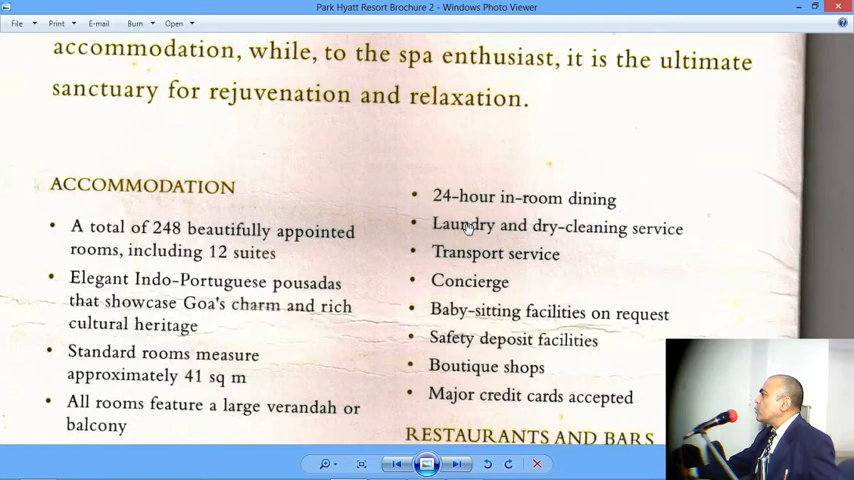 Park Hyatt Resort Brochure 2 - Windows Photo Viewer
File Print E-mail Burn Open
accommodation, while, to the spa enthusiast, it is the ultimate
sanctuary for rejuvenation and relaxation.
ACCOMMODATION
• A total of 248 beautifully appointed
rooms, including 12 suites
• Elegant Indo-Portuguese pousadas
that showcase Goa's charm and rich
cultural heritage
• Standard rooms measure
approximately 41 sq m
• All rooms feature a large verandah or
balcony
• 24-hour in-room dining
• Laundry and dry-cleaning service
• Transport service
• Concierge
• Baby-sitting facilities on request
• Safety deposit facilities
• Boutique shops
• Major credit cards accepted
RESTAURANTS AND BARS